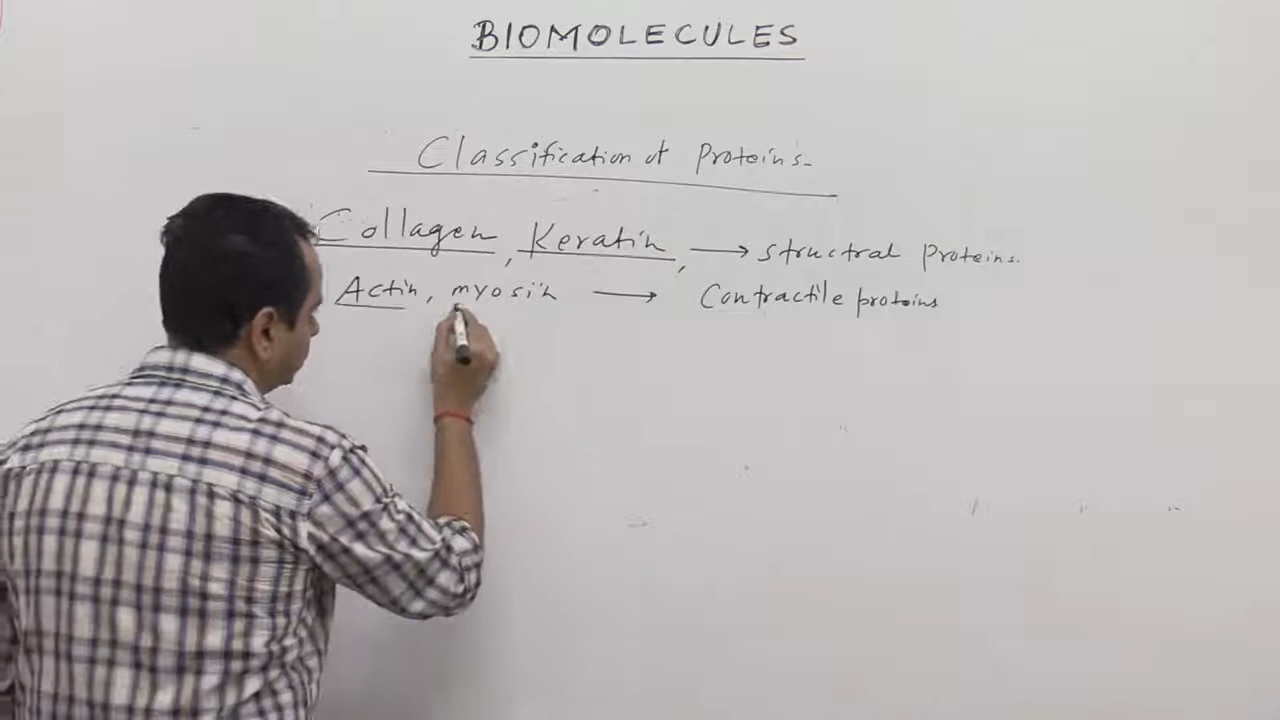 BIOMOLECULES
Classification of Proteins.
Collagen, Keratin, → structral Proteins.
Actin, myosin → Contractile proteins